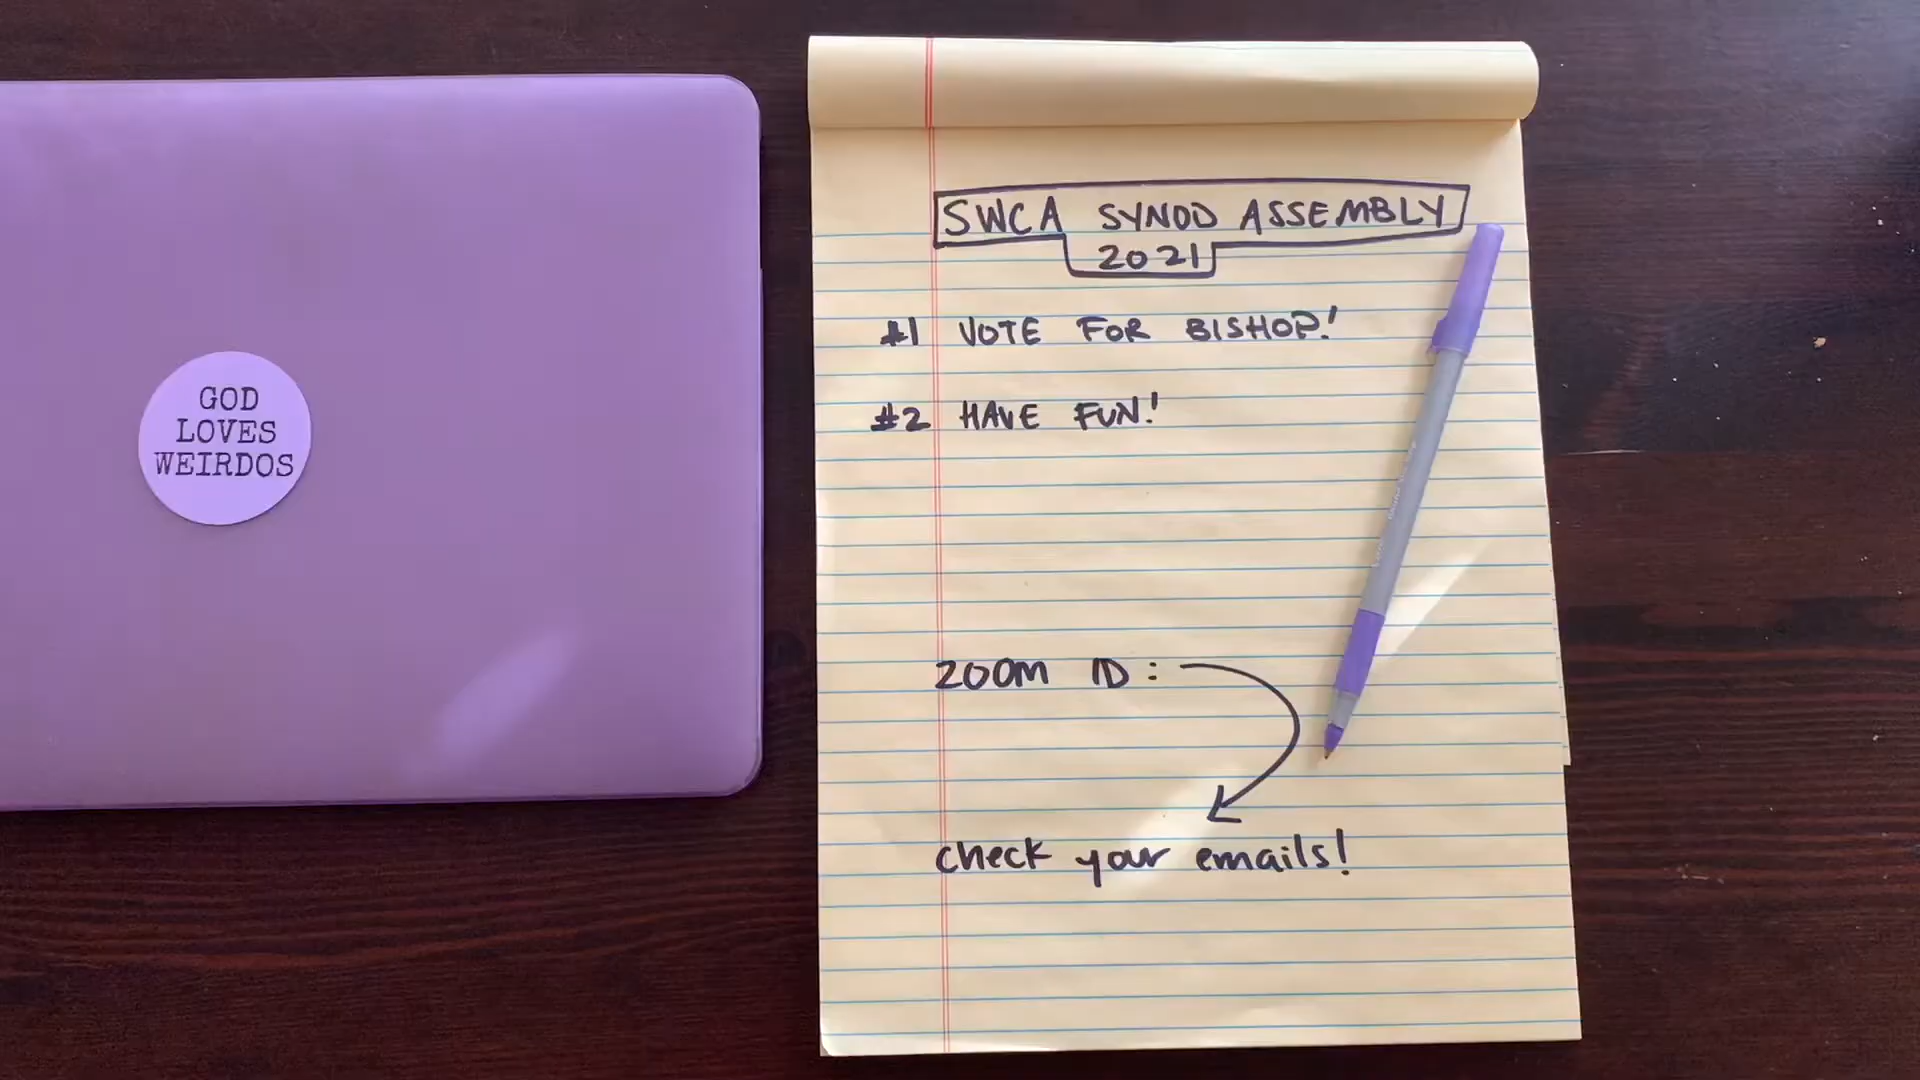 GOD
LOVES
WEIRDOS
SWCA SYNOD ASSEMBLY
2021
#1 VOTE FOR BISHOP!
#2 HAVE FUN!
ZOOM ID:
check your emails!